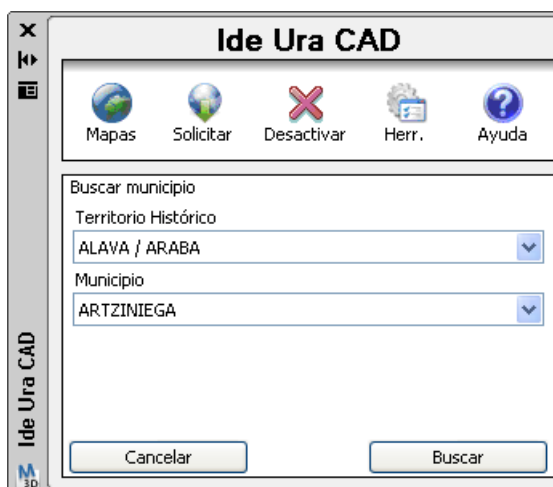 Ide Ura CAD
Mapas Solicitar Desactivar Herr. Ayuda
Buscar municipio
Territorio Histórico
ALAVA / ARABA
Municipio
ARTZINIEGA
Cancelar Buscar
Ide Ura CAD
M
3D